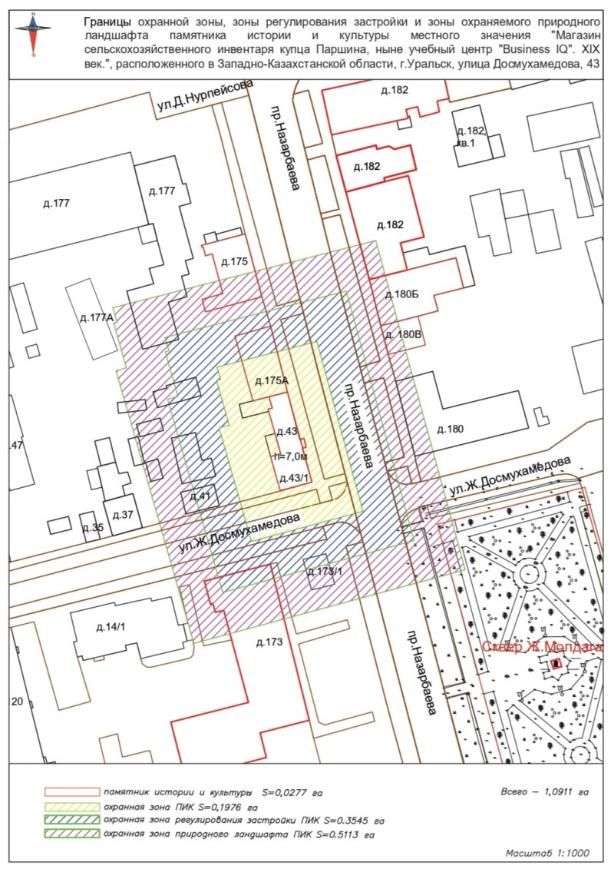 Границы охранной зоны, зоны регулирования застройки и зоны охраняемого природного
ландшафта памятника истории и культуры местного значения "Магазин
сельскохозяйственного инвентаря купца Паршина, ныне учебный центр "Business IQ". XIX
век.", расположенного в Западно-Казахстанской области, г.Уральск, улица Досмухамедова, 43
ул.Д.Нурпейсова
пр.Назарбаева
д.182
д.182,
кв.1
д.182
д.177
д.177
д.182
д.175
д.180Б
д.177А
д. 180В
д.175А
пр.Назарбаева
д.180
д.43
h=7,0м
д.43/1
.47
ул.Ж.Досмухамедова
д.41
д.37
д.35
ул.Ж.Досмухамедова
д.173/1
д.14/1
д.173
пр.Назарбаева
Сквер Ж.Молдага
20
памятник истории и культуры S=0,0277 га
Всего – 1,0911 га
охранная зона ПИК S=0,1976 га
охранная зона регулирования застройки ПИК S=0.3545 га
охранная зона природного ландшафта ПИК S=0.5113 га
Масштаб 1:1000